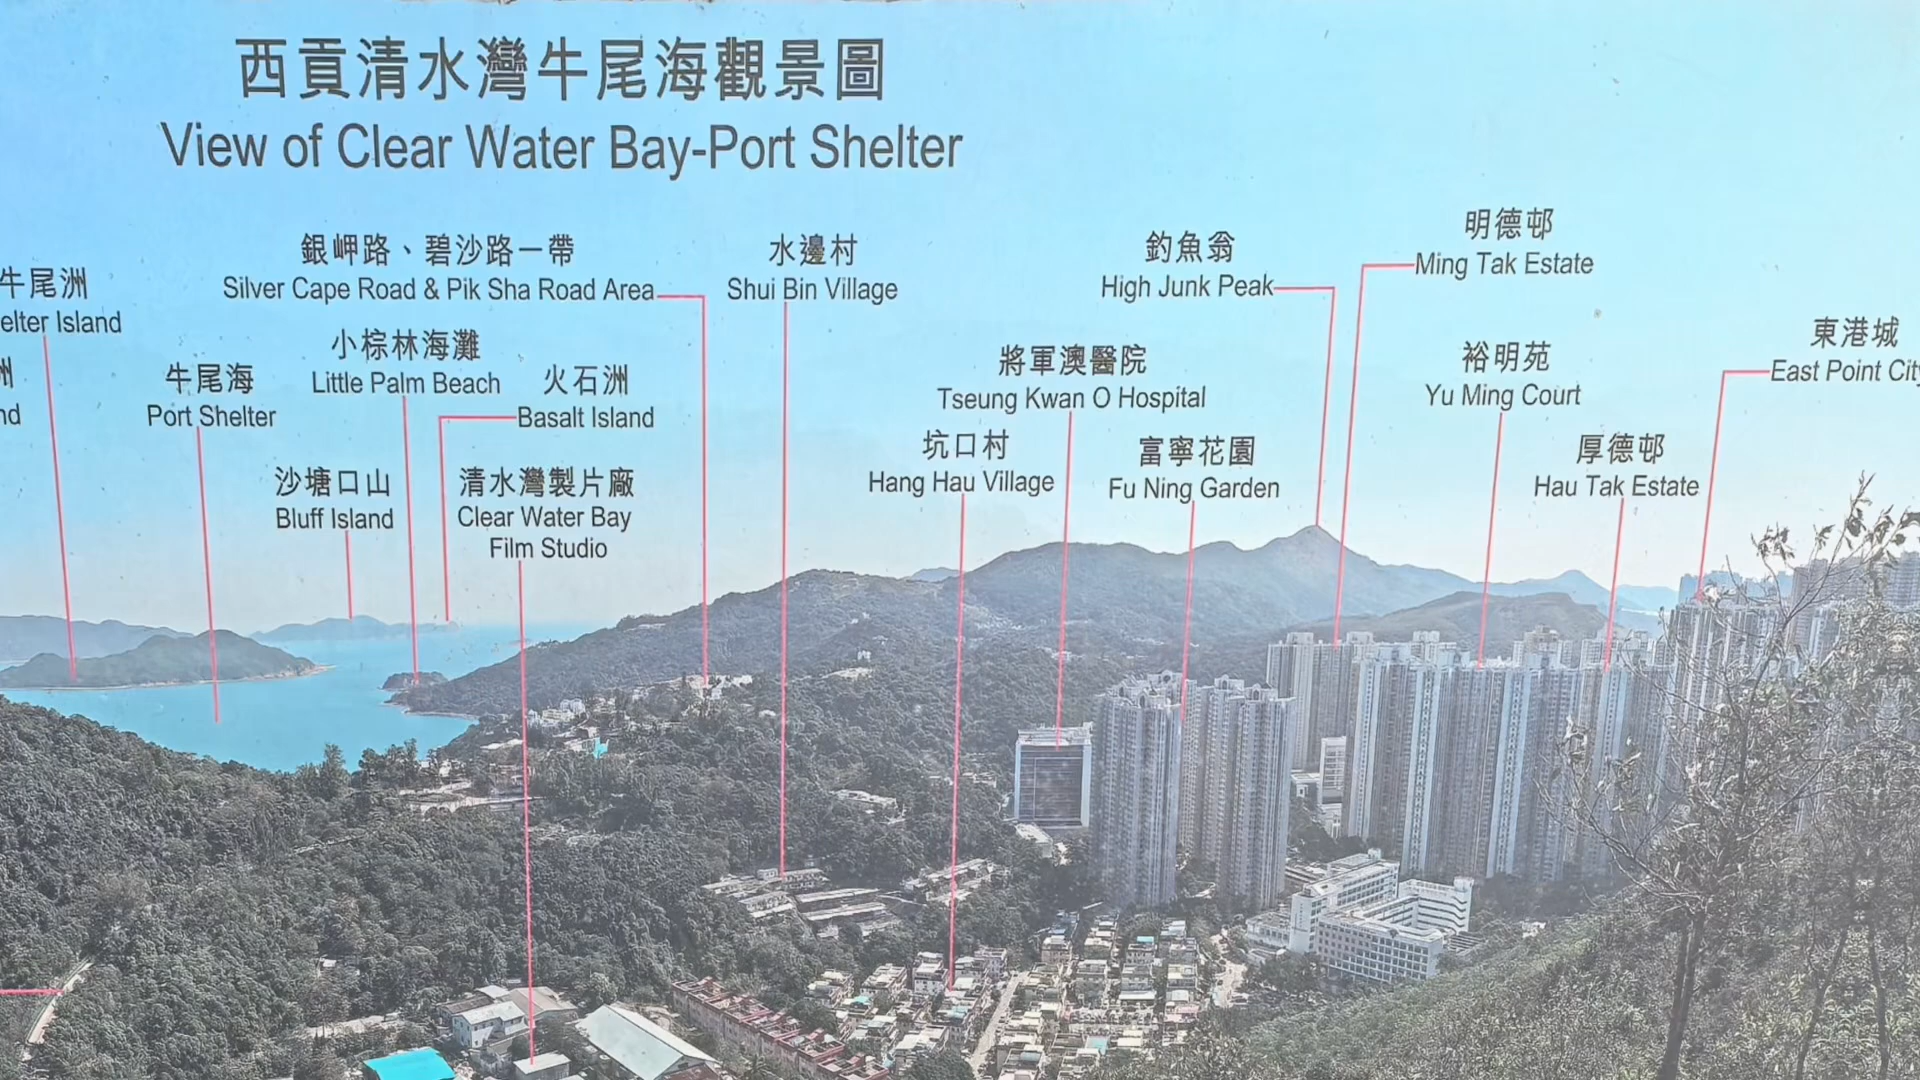 西貢清水灣牛尾海觀景圖
View of Clear Water Bay-Port Shelter
明德邨
Ming Tak Estate
銀岬路、碧沙路一帶
Silver Cape Road & Pik Sha Road Area
水邊村
Shui Bin Village
釣魚翁
High Junk Peak
牛尾洲
elter Island
小棕林海灘
Little Palm Beach
將軍澳醫院
Tseung Kwan O Hospital
裕明苑
Yu Ming Court
東港城
East Point City
洲
nd
牛尾海
Port Shelter
火石洲
Basalt Island
坑口村
Hang Hau Village
富寧花園
Fu Ning Garden
厚德邨
Hau Tak Estate
沙塘口山
Bluff Island
清水灣製片廠
Clear Water Bay
Film Studio